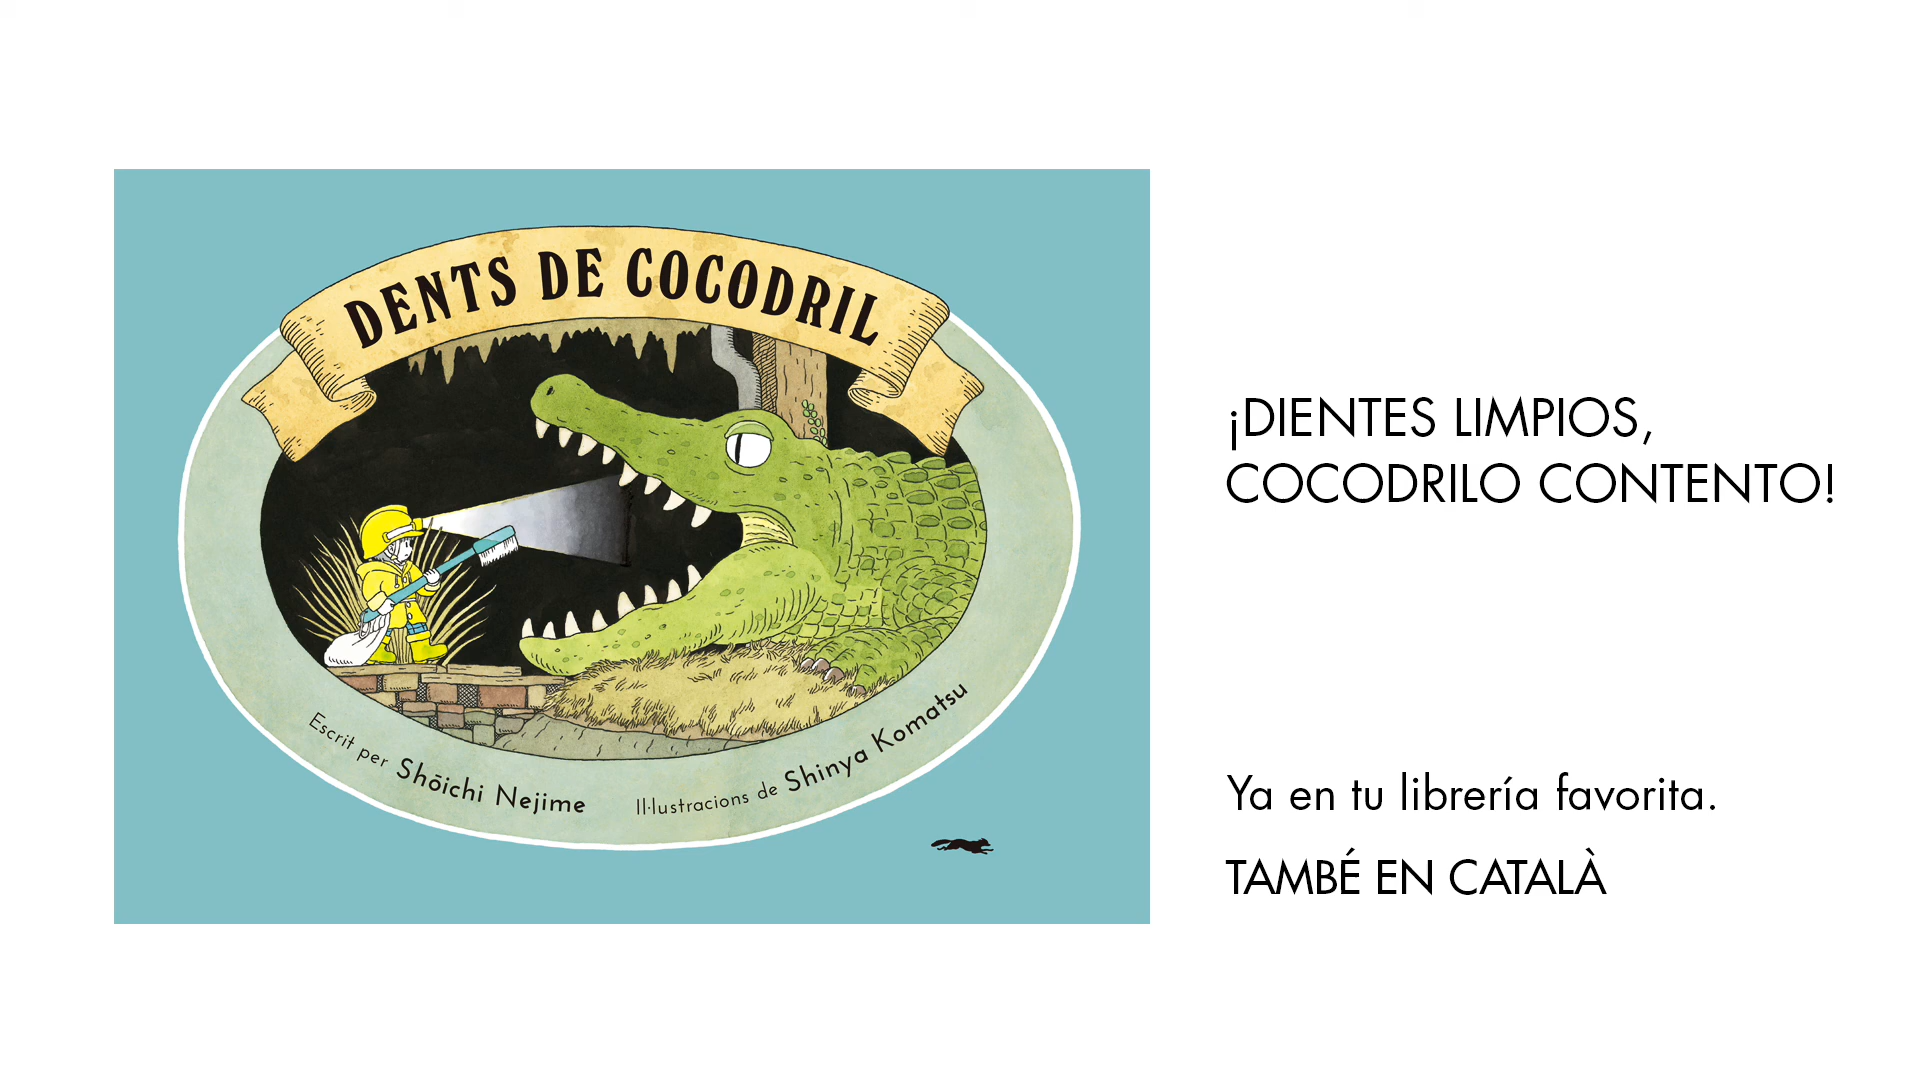 DENTS DE COCODRIL
Escrit per Shōichi Nejime
Il·lustracions de Shinya Komatsu
¡DIENTES LIMPIOS,
COCODRILO CONTENTO!
Ya en tu librería favorita.
TAMBÉ EN CATALÀ